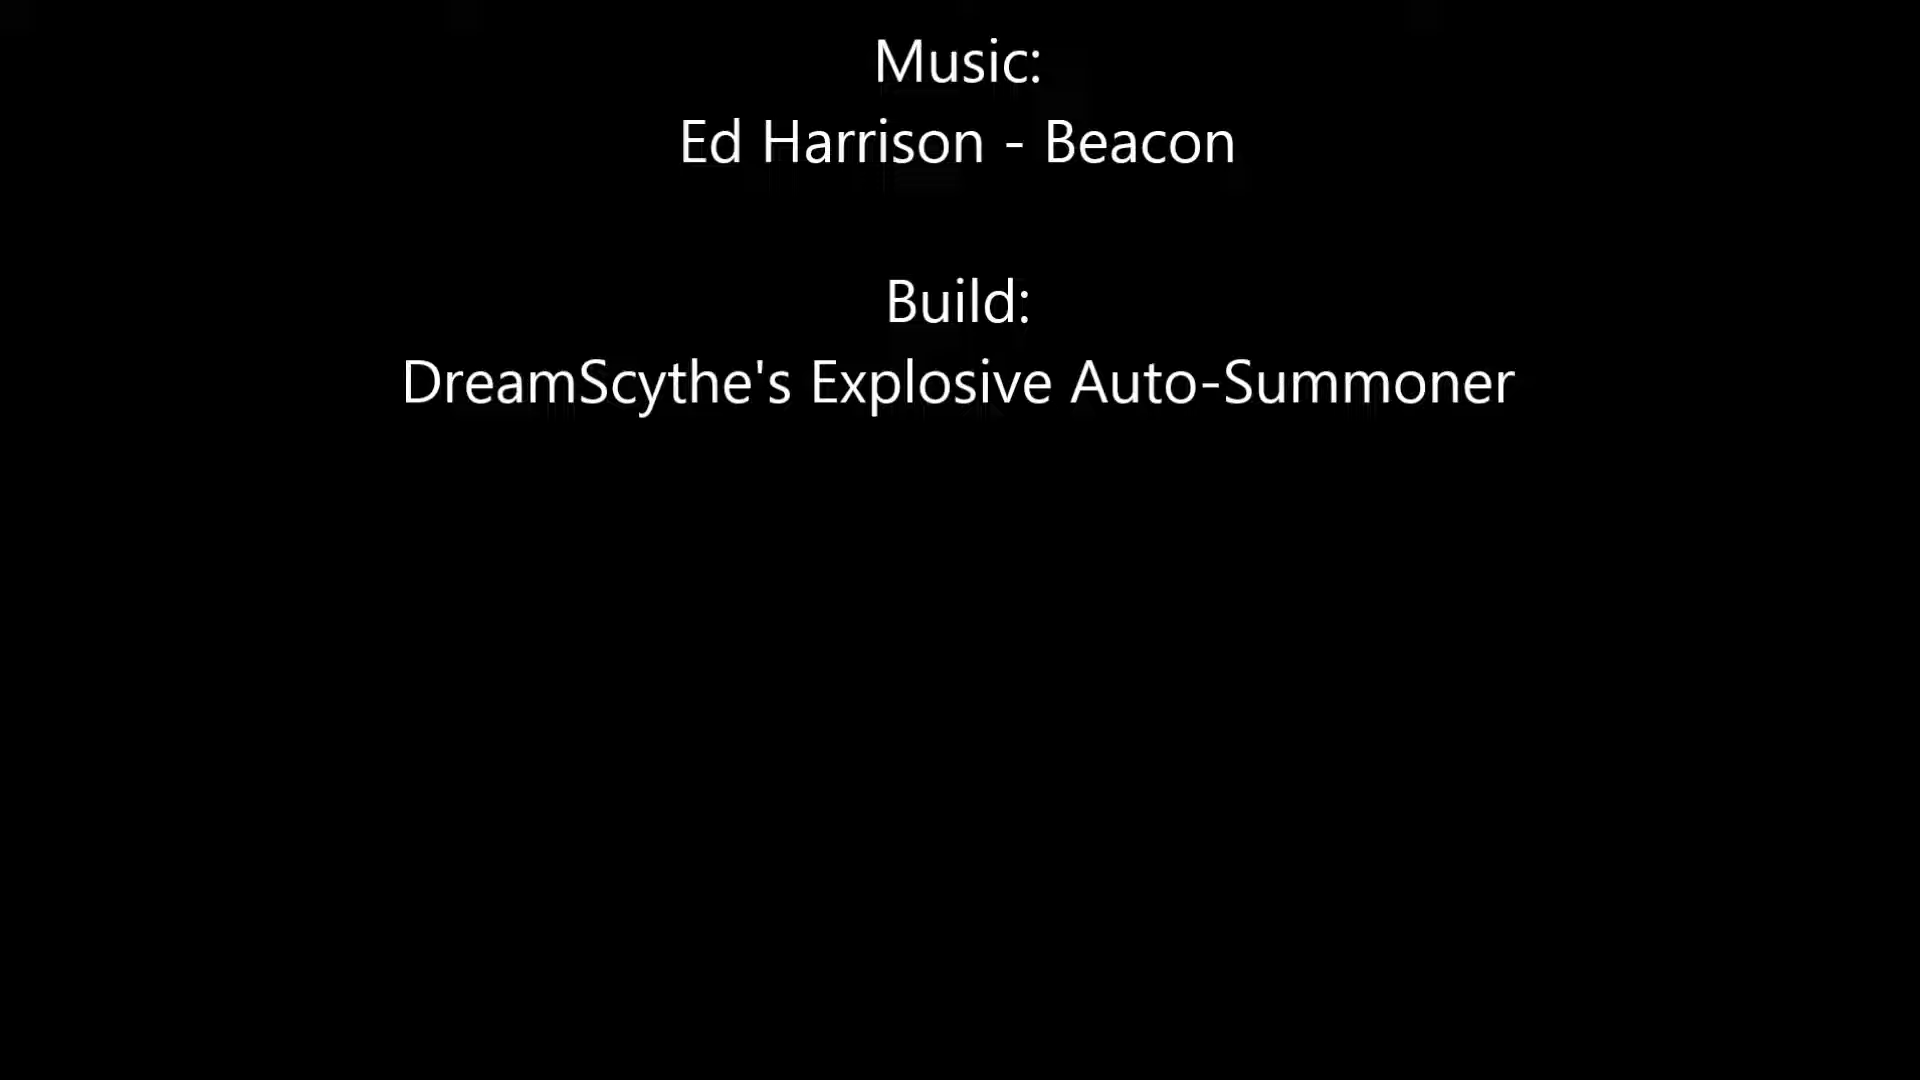 Music:
Ed Harrison - Beacon
Build:
DreamScythe's Explosive Auto-Summoner